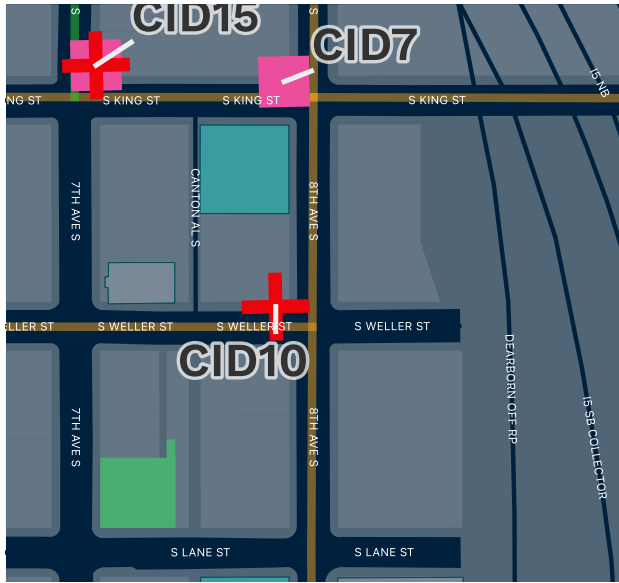 S
CID15
S
CID7
I5 NB
NG ST
S KING ST
S KING ST
S KING ST
7TH AVE S
CANTON AL S
8TH AVE S
ELLER ST
S WELLER ST
S WELLER ST
S WELLER ST
CID10
DEARBORN OFF RP
I5 SB COLLECTOR
7TH AVE S
8TH AVE S
S LANE ST
S LANE ST